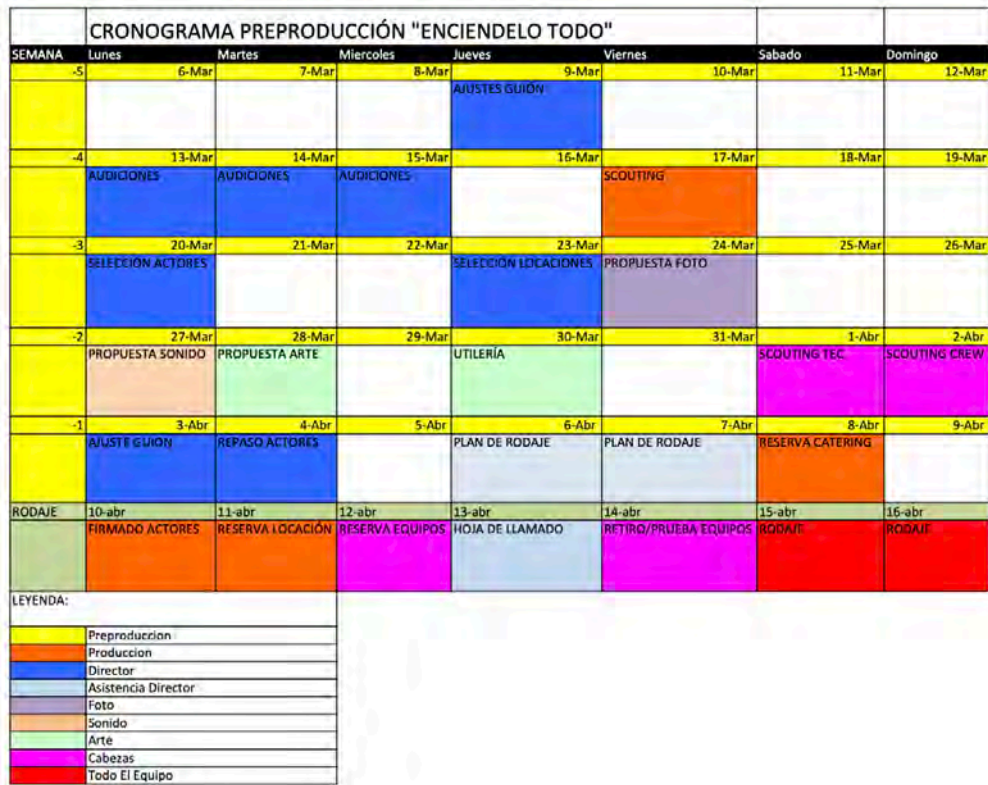 CRONOGRAMA PREPRODUCCIÓN "ENCIENDELO TODO"
SEMANA Lunes Martes Miercoles Jueves Viernes Sabado Domingo
-5 6-Mar 7-Mar 8-Mar 9-Mar 10-Mar 11-Mar 12-Mar
AJUSTES GUIÓN
-4 13-Mar 14-Mar 15-Mar 16-Mar 17-Mar 18-Mar 19-Mar
AUDICIONES AUDICIONES AUDICIONES SCOUTING
-3 20-Mar 21-Mar 22-Mar 23-Mar 24-Mar 25-Mar 26-Mar
SELECCIÓN ACTORES SELECCIÓN LOCACIONES PROPUESTA FOTO
-2 27-Mar 28-Mar 29-Mar 30-Mar 31-Mar 1-Abr 2-Abr
PROPUESTA SONIDO PROPUESTA ARTE UTILERÍA SCOUTING TEC SCOUTING CREW
-1 3-Abr 4-Abr 5-Abr 6-Abr 7-Abr 8-Abr 9-Abr
AJUSTE GUION REPASO ACTORES PLAN DE RODAJE PLAN DE RODAJE RESERVA CATERING
RODAJE 10-abr 11-abr 12-abr 13-abr 14-abr 15-abr 16-abr
FIRMADO ACTORES RESERVA LOCACIÓN RESERVA EQUIPOS HOJA DE LLAMADO RETIRO/PRUEBA EQUIPOS RODAJE RODAJE
LEYENDA:
Preproduccion
Produccion
Director
Asistencia Director
Foto
Sonido
Arte
Cabezas
Todo El Equipo